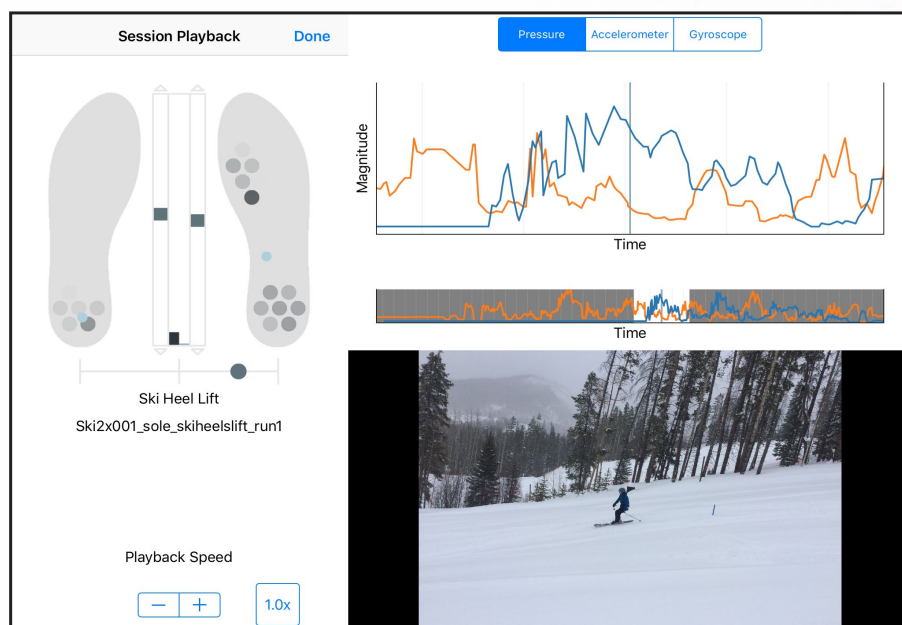 Session Playback
Done
Pressure
Accelerometer
Gyroscope
Magnitude
Time
Time
Ski Heel Lift
Ski2x001_sole_skiheelslift_run1
Playback Speed
− +
1.0x